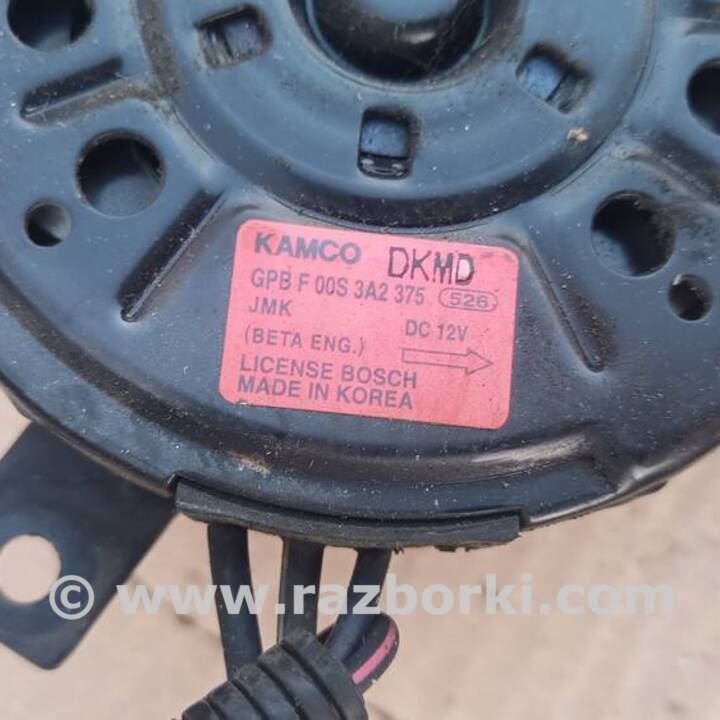 KAMCO DKMD
GPB F 00S 3A2 375 526
JMK DC 12V
(BETA ENG.)
LICENSE BOSCH
MADE IN KOREA
© www.razborki.com